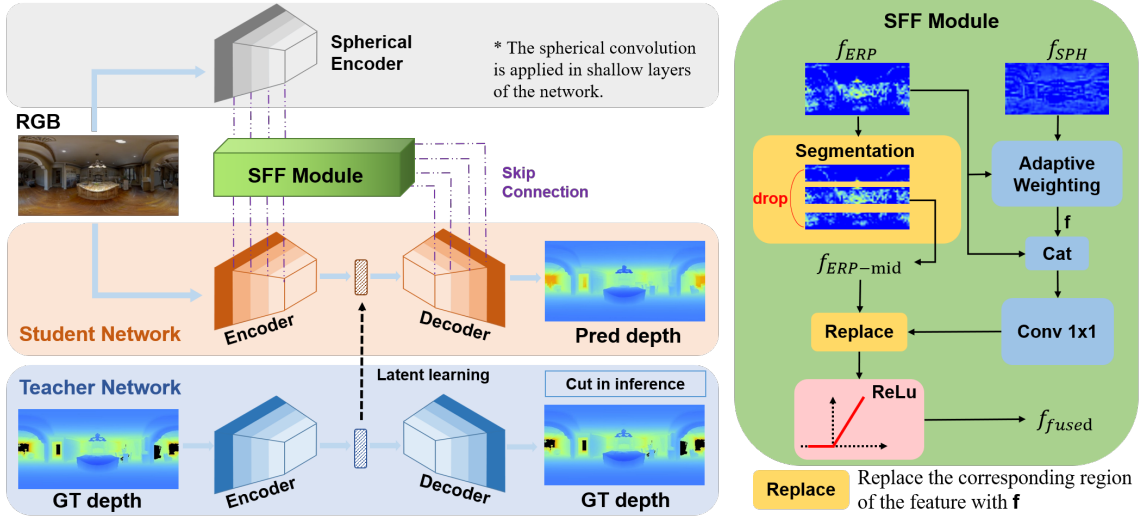 Spherical
Encoder
* The spherical convolution
is applied in shallow layers
of the network.
RGB
SFF Module
Skip
Connection
Encoder
Decoder
Student Network
Pred depth
Latent learning
Teacher Network
Cut in inference
GT depth
Encoder
Decoder
GT depth
SFF Module
f_ERP
f_SPH
Segmentation
drop
Adaptive
Weighting
f
Cat
f_ERP−mid
Replace
Conv 1x1
ReLu
f_fused
Replace
Replace the corresponding region
of the feature with f